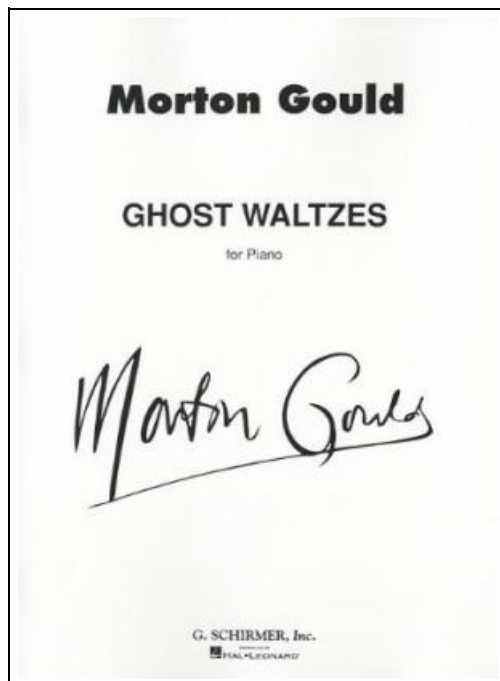 Morton Gould
GHOST WALTZES
for Piano
Morton Gould
G. SCHIRMER, Inc.
HAL•LEONARD®